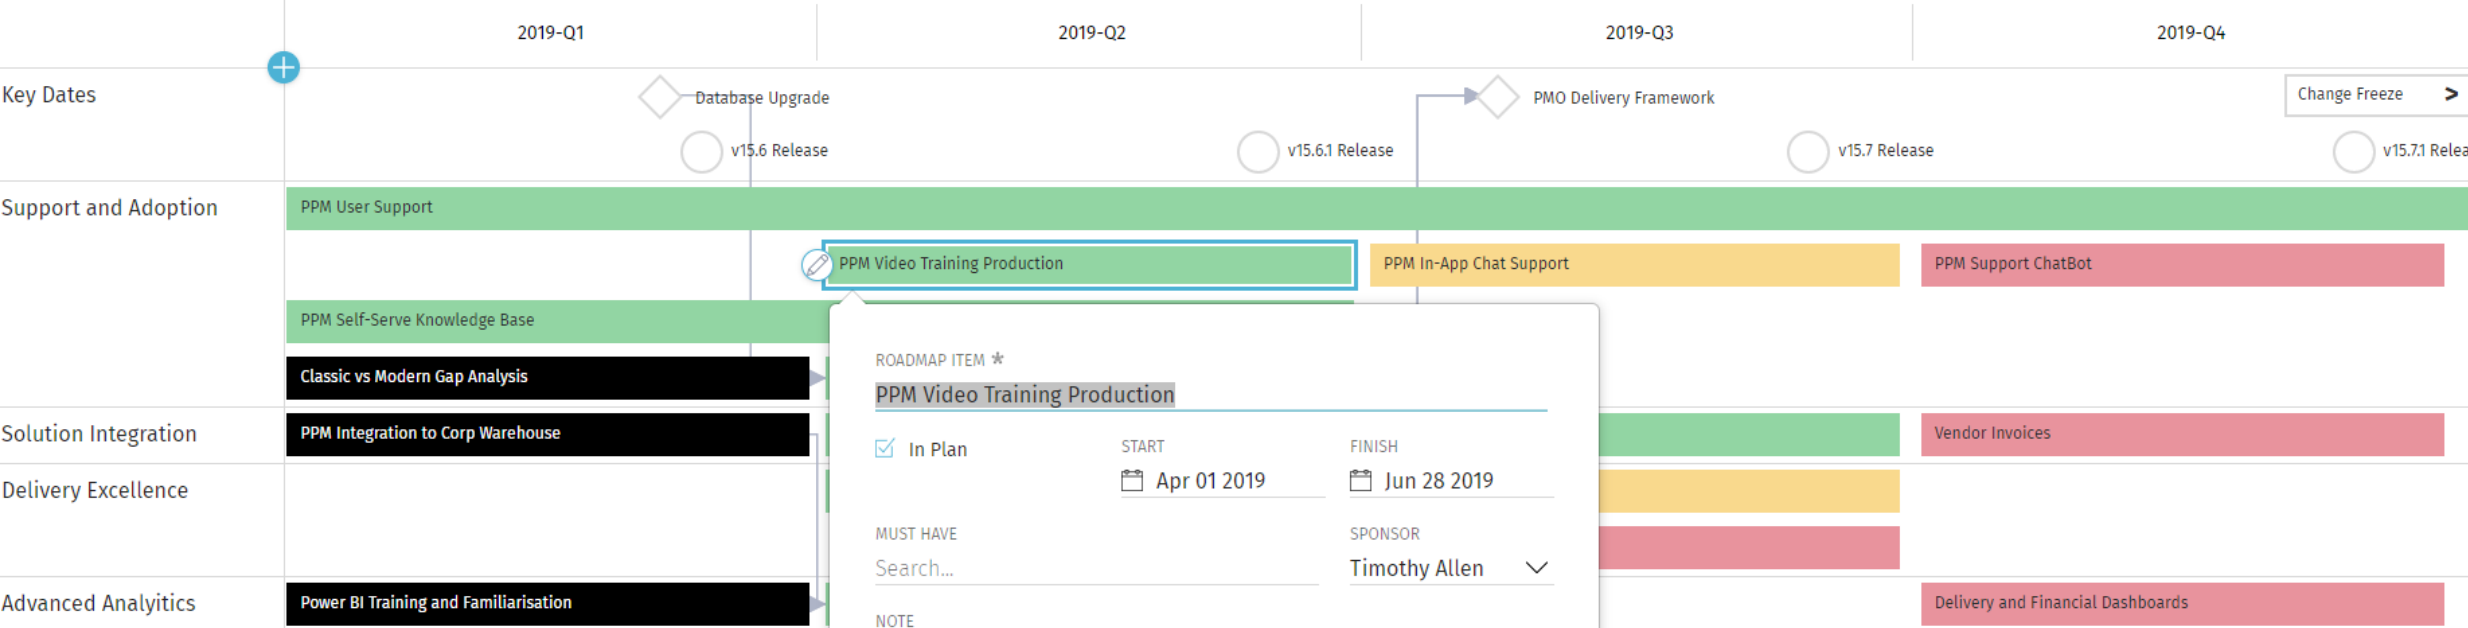 2019-Q1
2019-Q2
2019-Q3
2019-Q4
Key Dates
Database Upgrade
PMO Delivery Framework
Change Freeze >
v15.6 Release
v15.6.1 Release
v15.7 Release
v15.7.1 Relea
Support and Adoption
PPM User Support
PPM Video Training Production
PPM In-App Chat Support
PPM Support ChatBot
PPM Self-Serve Knowledge Base
Classic vs Modern Gap Analysis
Solution Integration
PPM Integration to Corp Warehouse
Vendor Invoices
Delivery Excellence
Advanced Analyitics
Power BI Training and Familiarisation
Delivery and Financial Dashboards
ROADMAP ITEM *
PPM Video Training Production
In Plan
START
FINISH
Apr 01 2019
Jun 28 2019
MUST HAVE
SPONSOR
Search...
Timothy Allen
NOTE